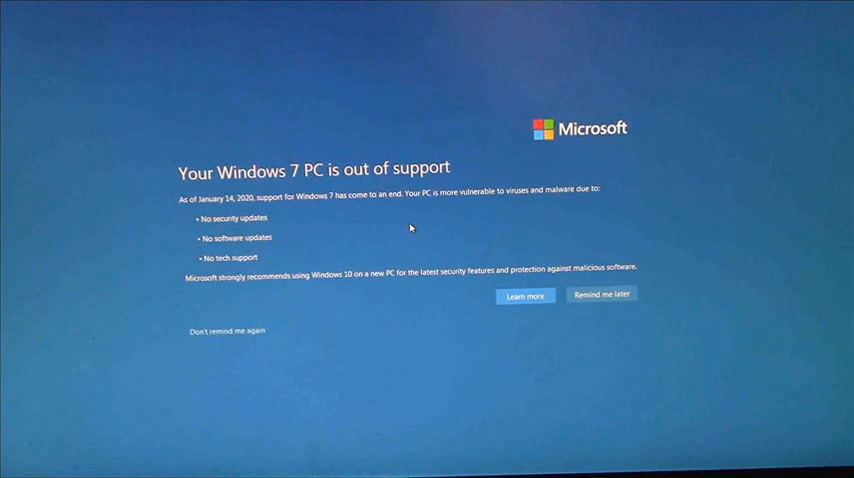 Microsoft
Your Windows 7 PC is out of support
As of January 14, 2020, support for Windows 7 has come to an end. Your PC is more vulnerable to viruses and malware due to:
• No security updates
• No software updates
• No tech support
Microsoft strongly recommends using Windows 10 on a new PC for the latest security features and protection against malicious software.
Learn more
Remind me later
Don't remind me again